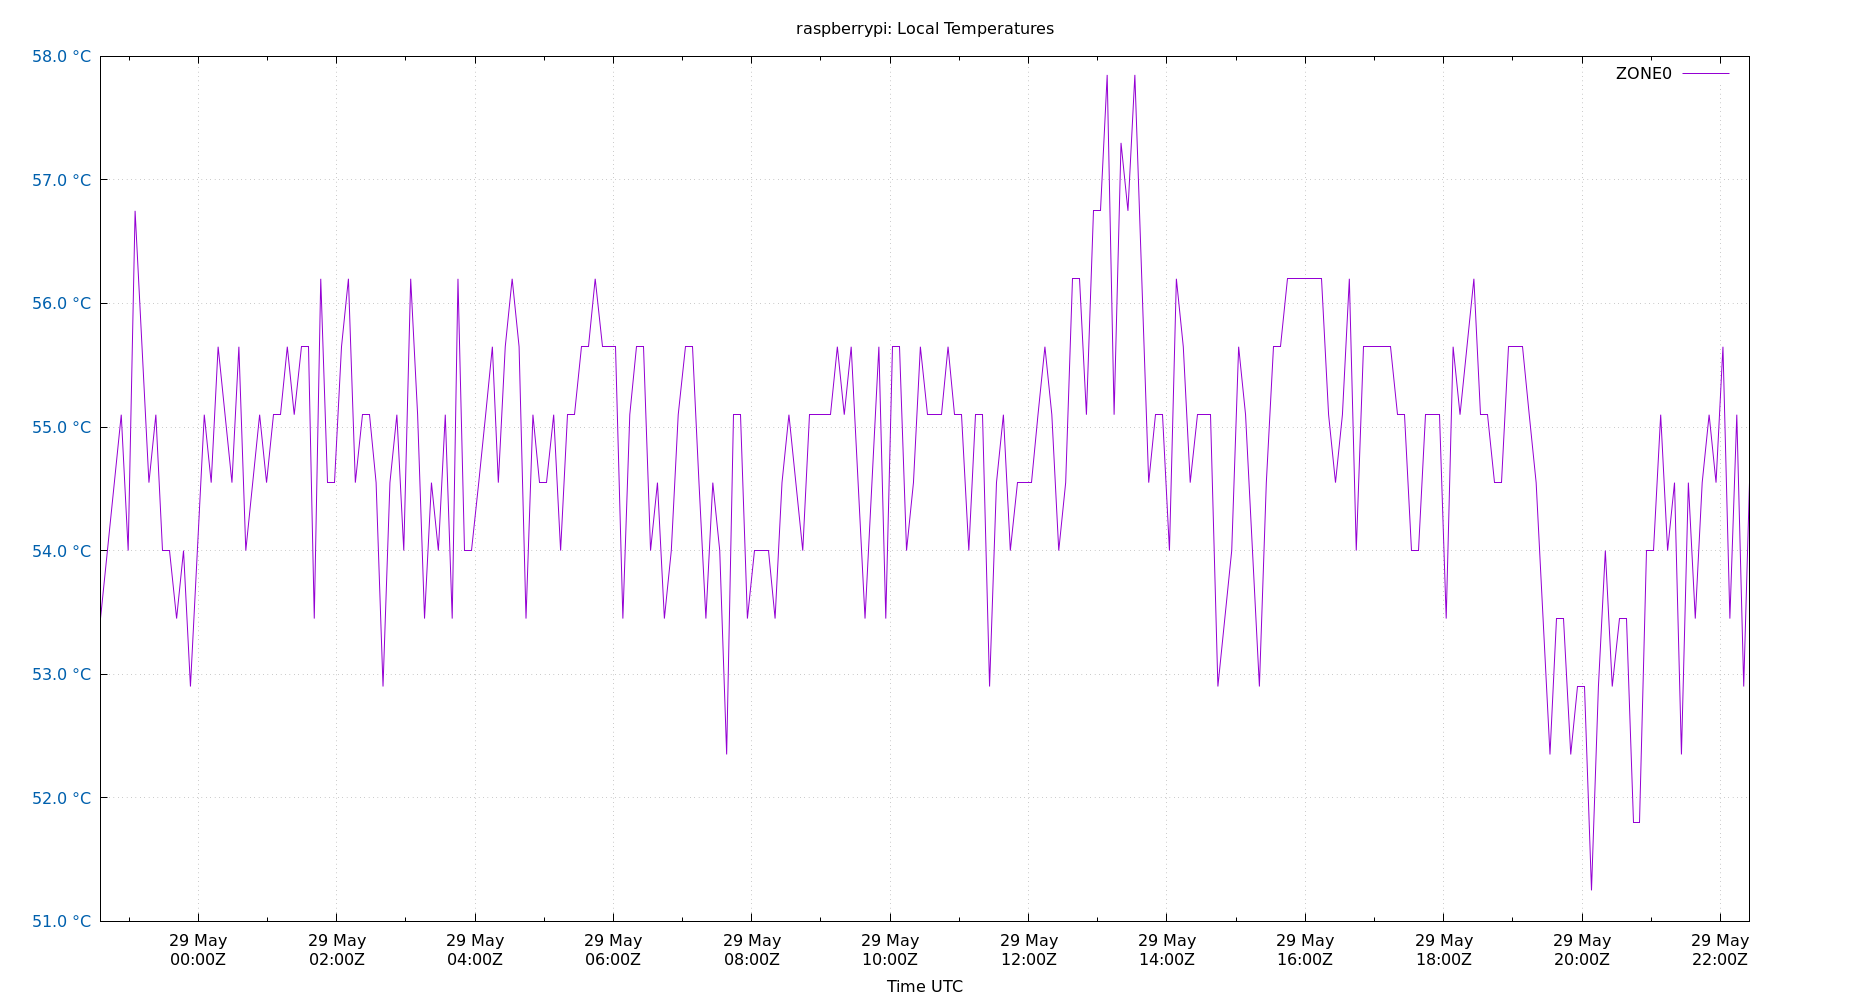 raspberrypi: Local Temperatures
58.0 °C
ZONE0
57.0 °C
56.0 °C
55.0 °C
54.0 °C
53.0 °C
52.0 °C
51.0 °C
29 May 29 May 29 May 29 May 29 May 29 May 29 May 29 May 29 May 29 May 29 May 29 May
00:00Z 02:00Z 04:00Z 06:00Z 08:00Z 10:00Z 12:00Z 14:00Z 16:00Z 18:00Z 20:00Z 22:00Z
Time UTC